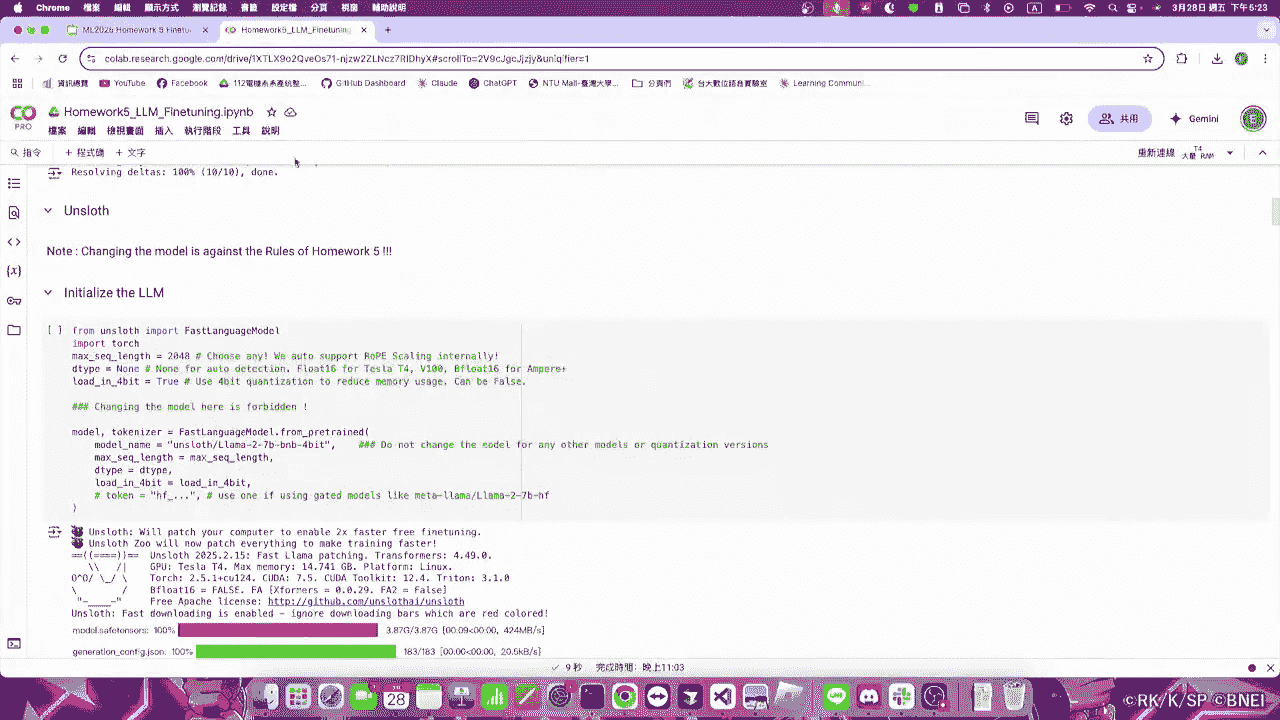 Chrome 檔案 編輯 顯示方式 瀏覽記錄 書籤 設定檔 分頁 視窗 輔助說明 3月28日 週五 下午5:23
ML2025 Homework 5 Finetu Homework5_LLM_Finetuning
colab.research.google.com/drive/
資訊總覽 YouTube Facebook GitHub Dashboard Claude ChatGPT NTU Mail-臺灣大學... 分頁們 台大數位語音實驗室 Learning Communi...
Homework5_LLM_Finetuning.ipynb
PRO
檔案 編輯 檢視畫面 插入 執行階段 工具 說明
共用 Gemini
指令 + 程式碼 + 文字 重新連線 T4 大量 RAM
Resolving deltas: 100% (10/10), done.
Unsloth
Note : Changing the model is against the Rules of Homework 5 !!!
Initialize the LLM
[ ] from unsloth import FastLanguageModel
import torch
max_seq_length = 2048 # Choose any! We auto support RoPE Scaling internally!
dtype = None # None for auto detection. Float16 for Tesla T4, V100, Bfloat16 for Ampere+
load_in_4bit = True # Use 4bit quantization to reduce memory usage. Can be False.
### Changing the model here is forbidden !
model, tokenizer = FastLanguageModel.from_pretrained(
model_name = "unsloth/Llama-2-7b-bnb-4bit", ### Do not change the model for any other models or quantization versions
max_seq_length = max_seq_length,
dtype = dtype,
load_in_4bit = load_in_4bit,
# token = "hf_...", # use one if using gated models like meta-llama/Llama-2-7b-hf
)
Unsloth: Will patch your computer to enable 2x faster free finetuning.
Unsloth Zoo will now patch everything to make training faster!
==((====))== Unsloth 2025.2.15: Fast Llama patching. Transformers: 4.49.0.
\\ /| GPU: Tesla T4. Max memory: 14.741 GB. Platform: Linux.
O^O/ \_/ \ Torch: 2.5.1+cu124. CUDA: 7.5. CUDA Toolkit: 12.4. Triton: 3.1.0
\ / Bfloat16 = FALSE. FA [Xformers = 0.0.29. FA2 = False]
"-____-" Free Apache license: http://github.com/unslothai/unsloth
Unsloth: Fast downloading is enabled - ignore downloading bars which are red colored!
model.safetensors: 100% 3.87G/3.87G [00:09<00:00, 424MB/s]
generation_config.json: 100% 183/183 [00:00<00:00, 20.5kB/s]
9 秒 完成時間: 晚上11:03
28
©RK/K/SP ©BNEI